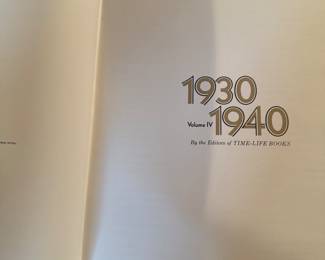 1930
Volume IV
1940
By the Editors of TIME-LIFE BOOKS